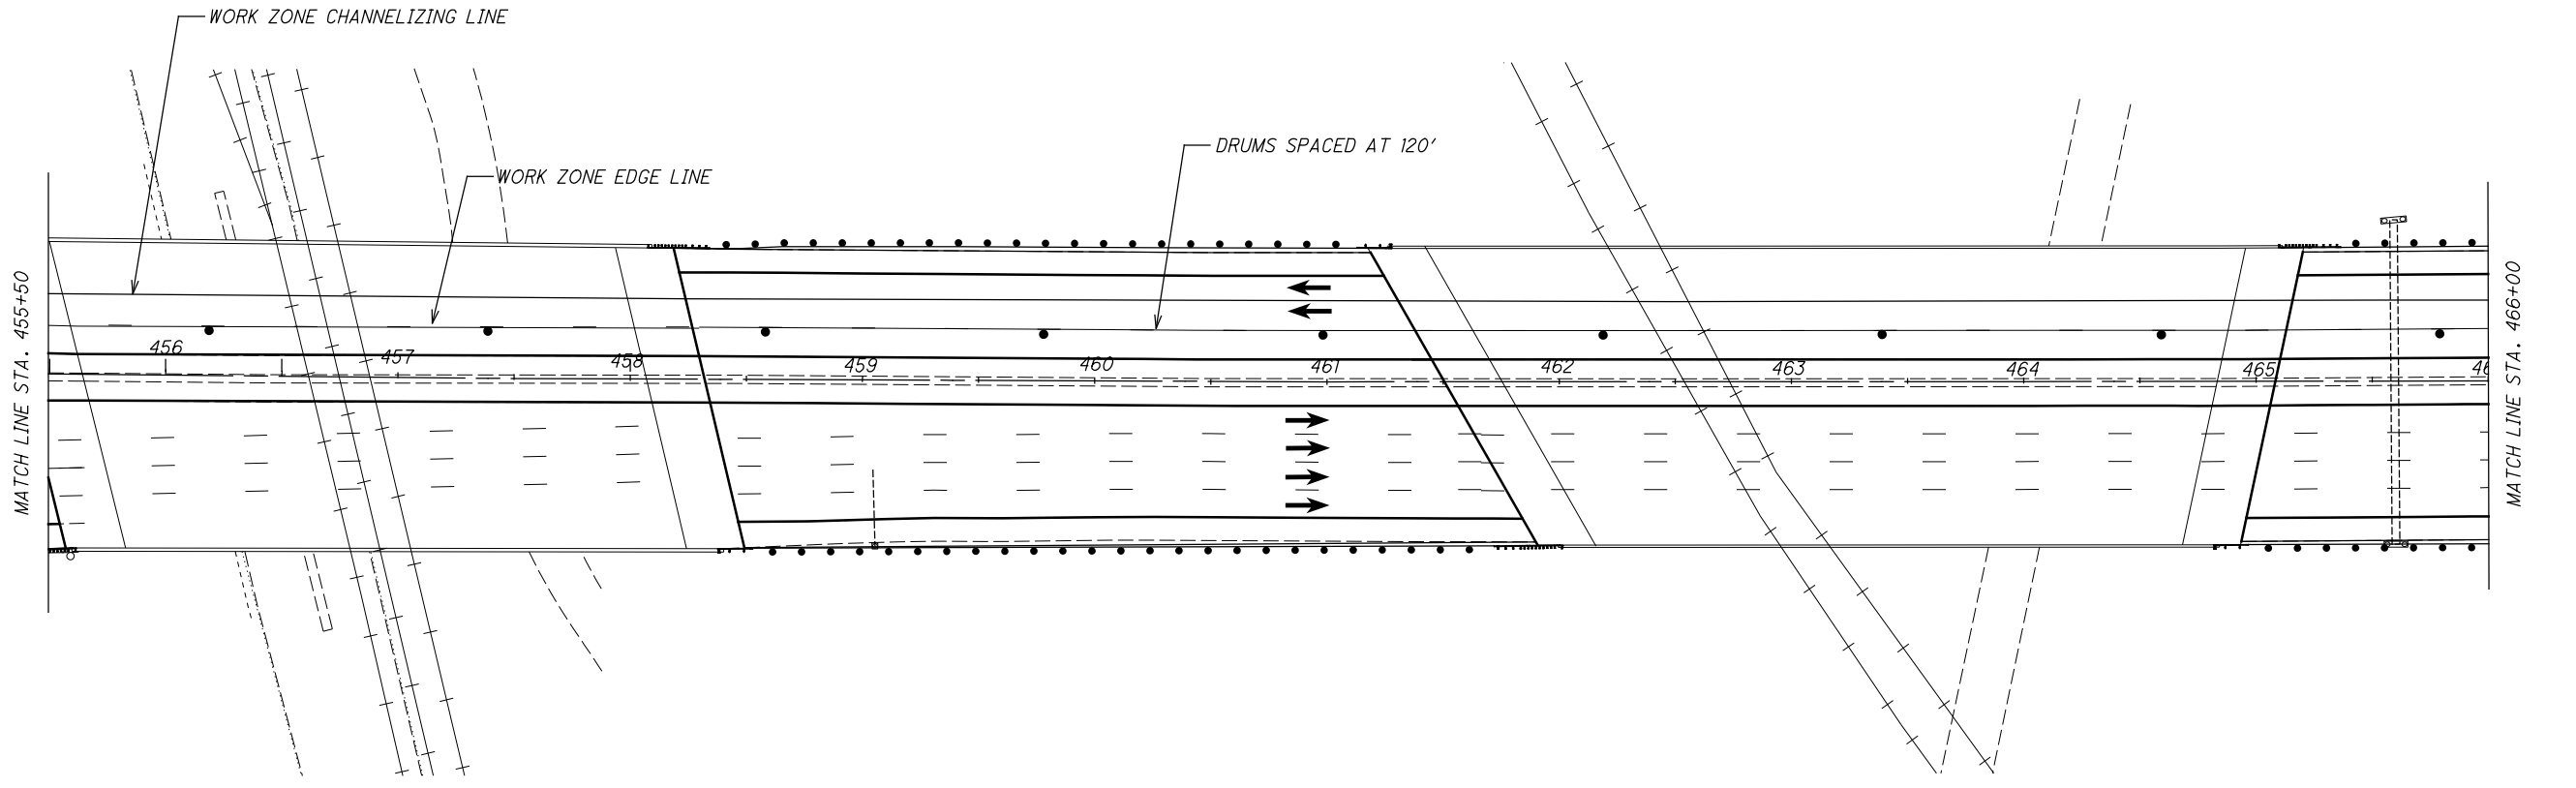 WORK ZONE CHANNELIZING LINE
DRUMS SPACED AT 120'
WORK ZONE EDGE LINE
MATCH LINE STA. 455+50
MATCH LINE STA. 466+00
456
457
458
459
460
461
462
463
464
465
46